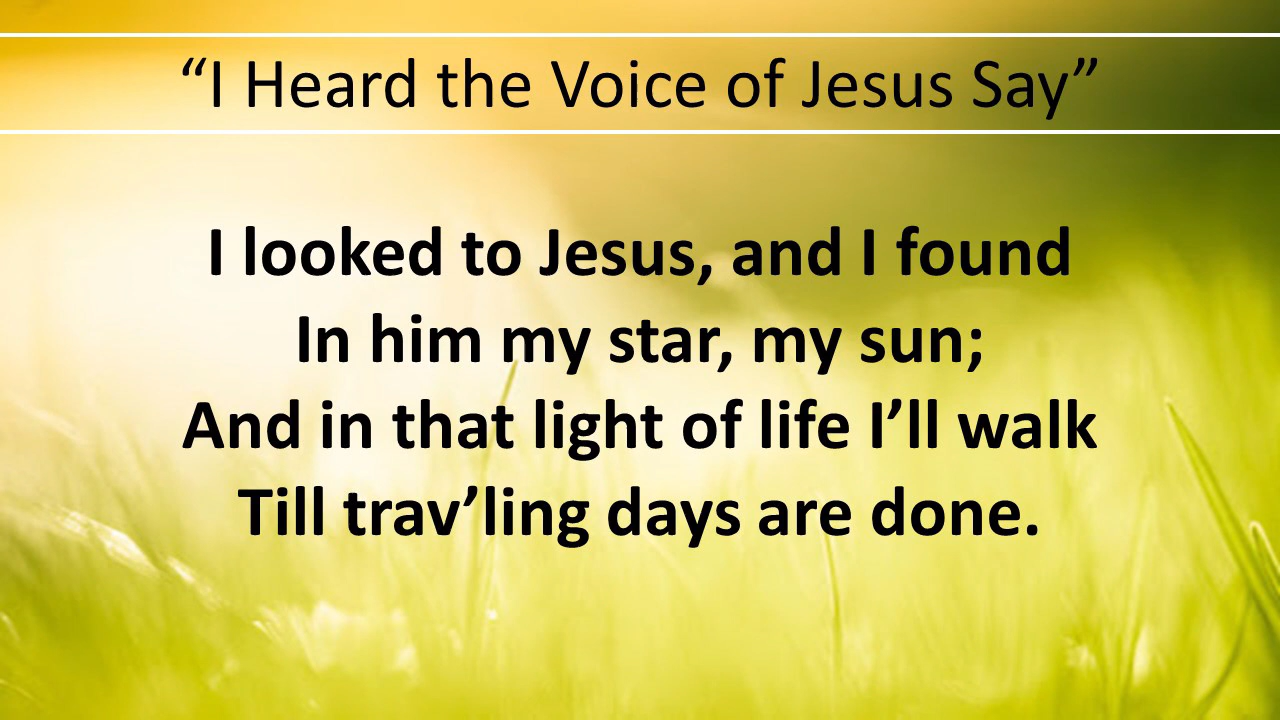 “I Heard the Voice of Jesus Say”
I looked to Jesus, and I found
In him my star, my sun;
And in that light of life I’ll walk
Till trav’ling days are done.